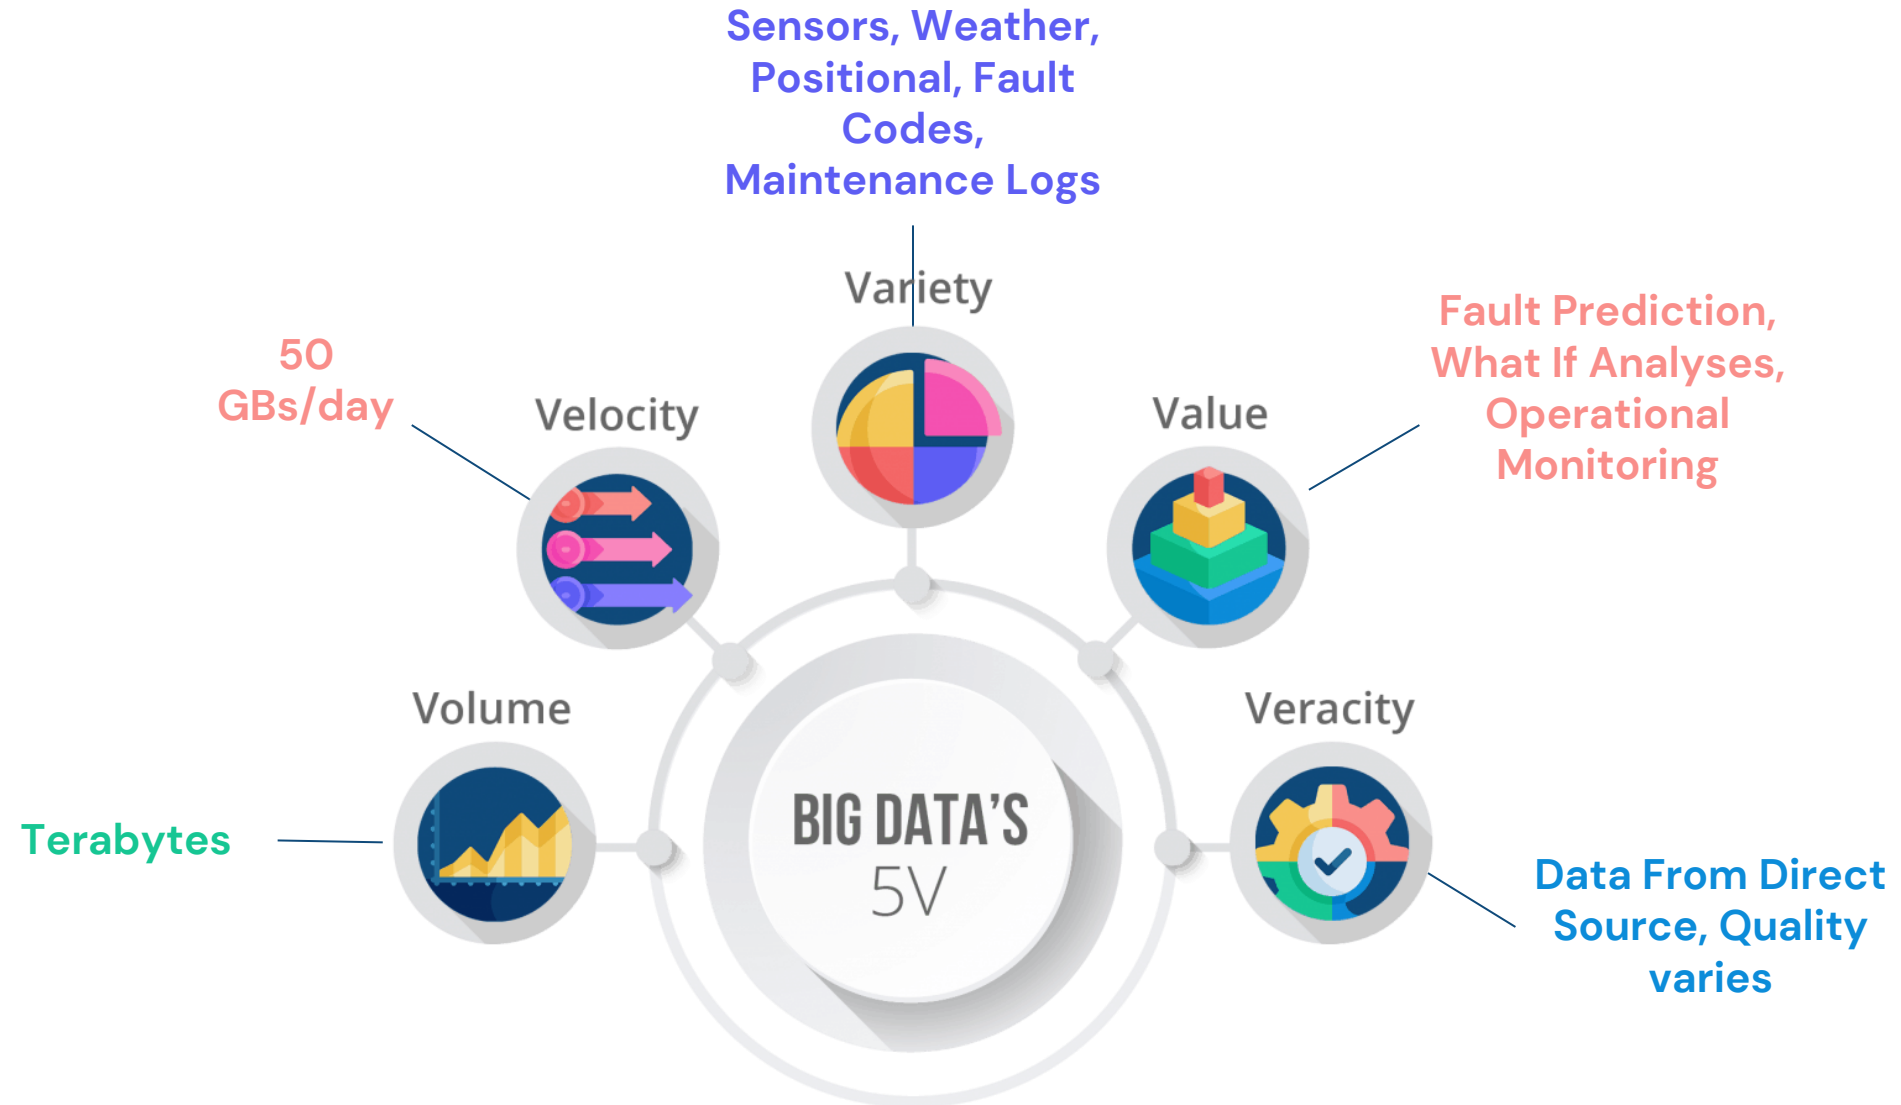 Sensors, Weather,
Positional, Fault
Codes,
Maintenance Logs
Variety
50
GBs/day
Velocity
Value
Fault Prediction,
What If Analyses,
Operational
Monitoring
Volume
Terabytes
Veracity
Data From Direct
Source, Quality
varies
BIG DATA’S
5V